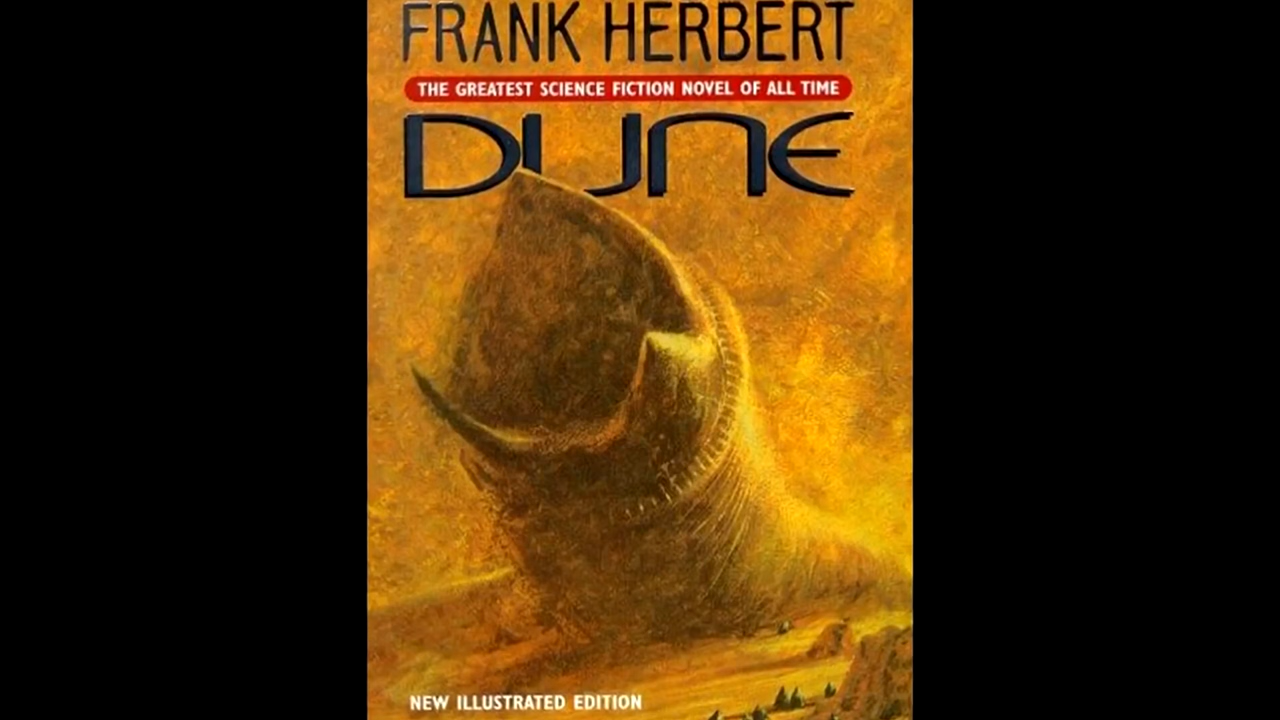 FRANK HERBERT
THE GREATEST SCIENCE FICTION NOVEL OF ALL TIME
DUNE
NEW ILLUSTRATED EDITION